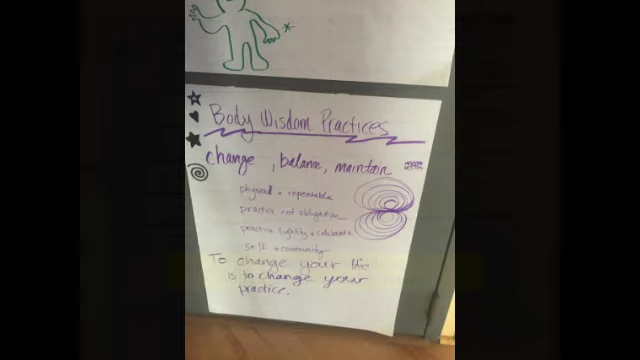 Body Wisdom Practices
change, balance, maintain
physical + repeatable
practice not obligation
practice lightly + celebrate
self + community
To change your life
is to change your
practice.